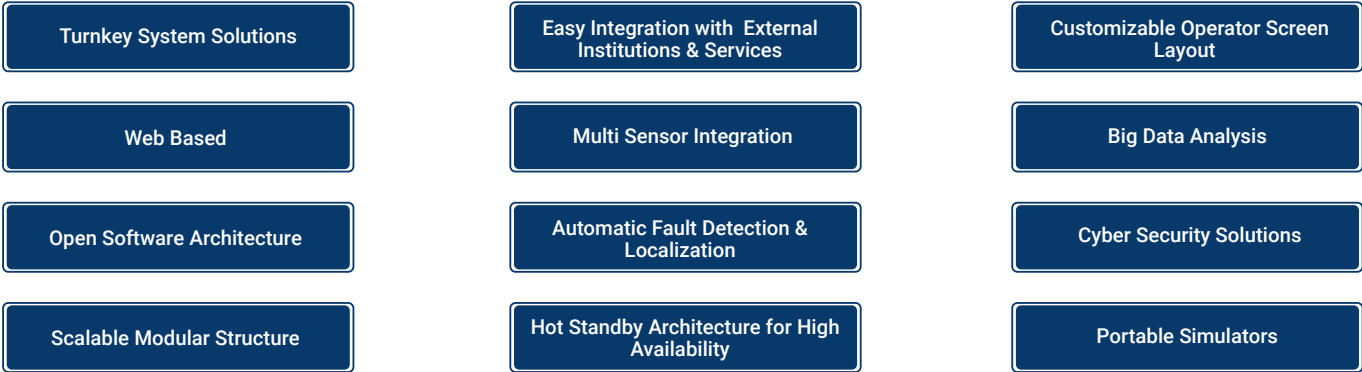 Turnkey System Solutions
Easy Integration with External
Institutions & Services
Customizable Operator Screen
Layout
Web Based
Multi Sensor Integration
Big Data Analysis
Open Software Architecture
Automatic Fault Detection &
Localization
Cyber Security Solutions
Scalable Modular Structure
Hot Standby Architecture for High
Availability
Portable Simulators